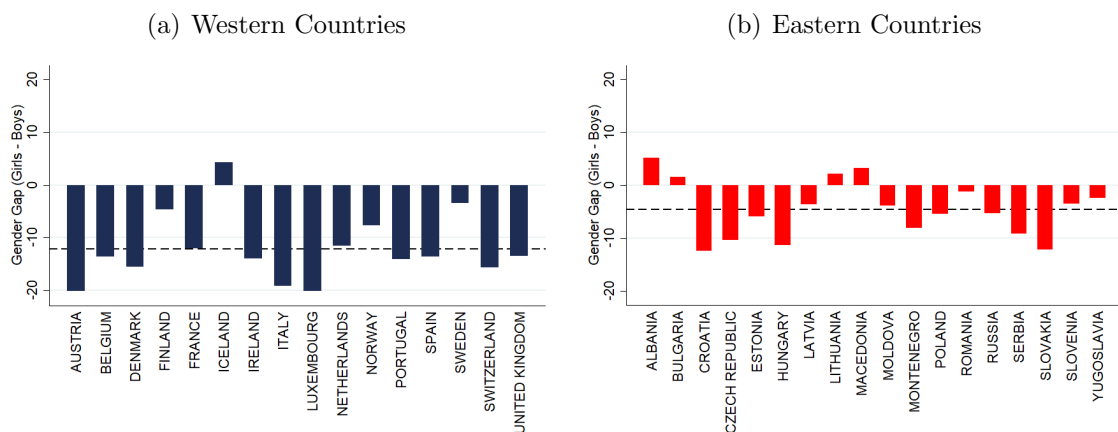 (a) Western Countries
Gender Gap (Girls - Boys)
20
10
0
-10
-20
AUSTRIA
BELGIUM
DENMARK
FINLAND
FRANCE
ICELAND
IRELAND
ITALY
LUXEMBOURG
NETHERLANDS
NORWAY
PORTUGAL
SPAIN
SWEDEN
SWITZERLAND
UNITED KINGDOM
(b) Eastern Countries
Gender Gap (Girls - Boys)
20
10
0
-10
-20
ALBANIA
BULGARIA
CROATIA
CZECH REPUBLIC
ESTONIA
HUNGARY
LATVIA
LITHUANIA
MACEDONIA
MOLDOVA
MONTENEGRO
POLAND
ROMANIA
RUSSIA
SERBIA
SLOVAKIA
SLOVENIA
YUGOSLAVIA